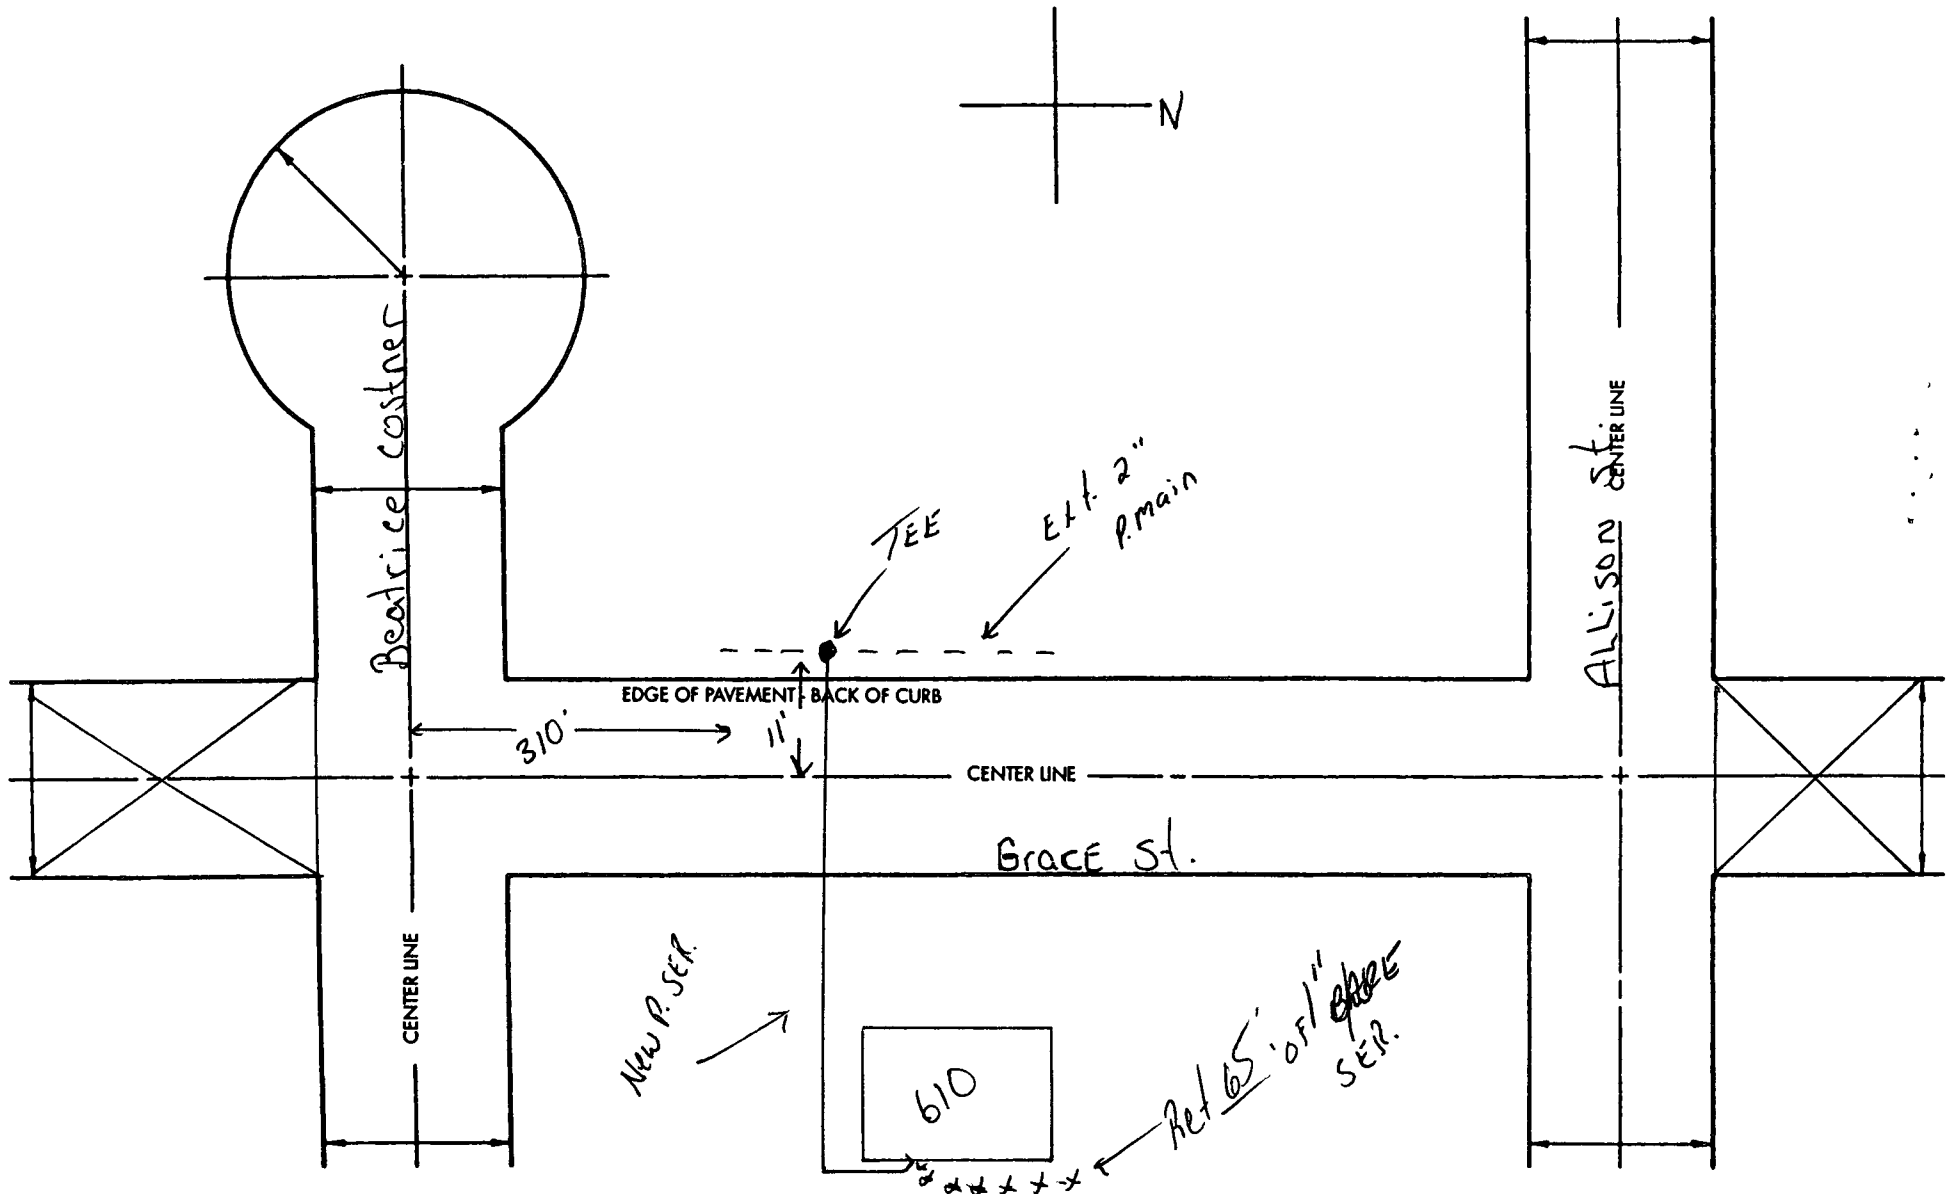 N
Beatrice Costner
CENTER LINE
ALLison St.
TEE
Ext. 2"
P. main
EDGE OF PAVEMENT - BACK OF CURB
310'
11'
CENTER LINE
GracE St.
CENTER LINE
New P. SER.
610
Ret 65' OF 1" BARE
SER.